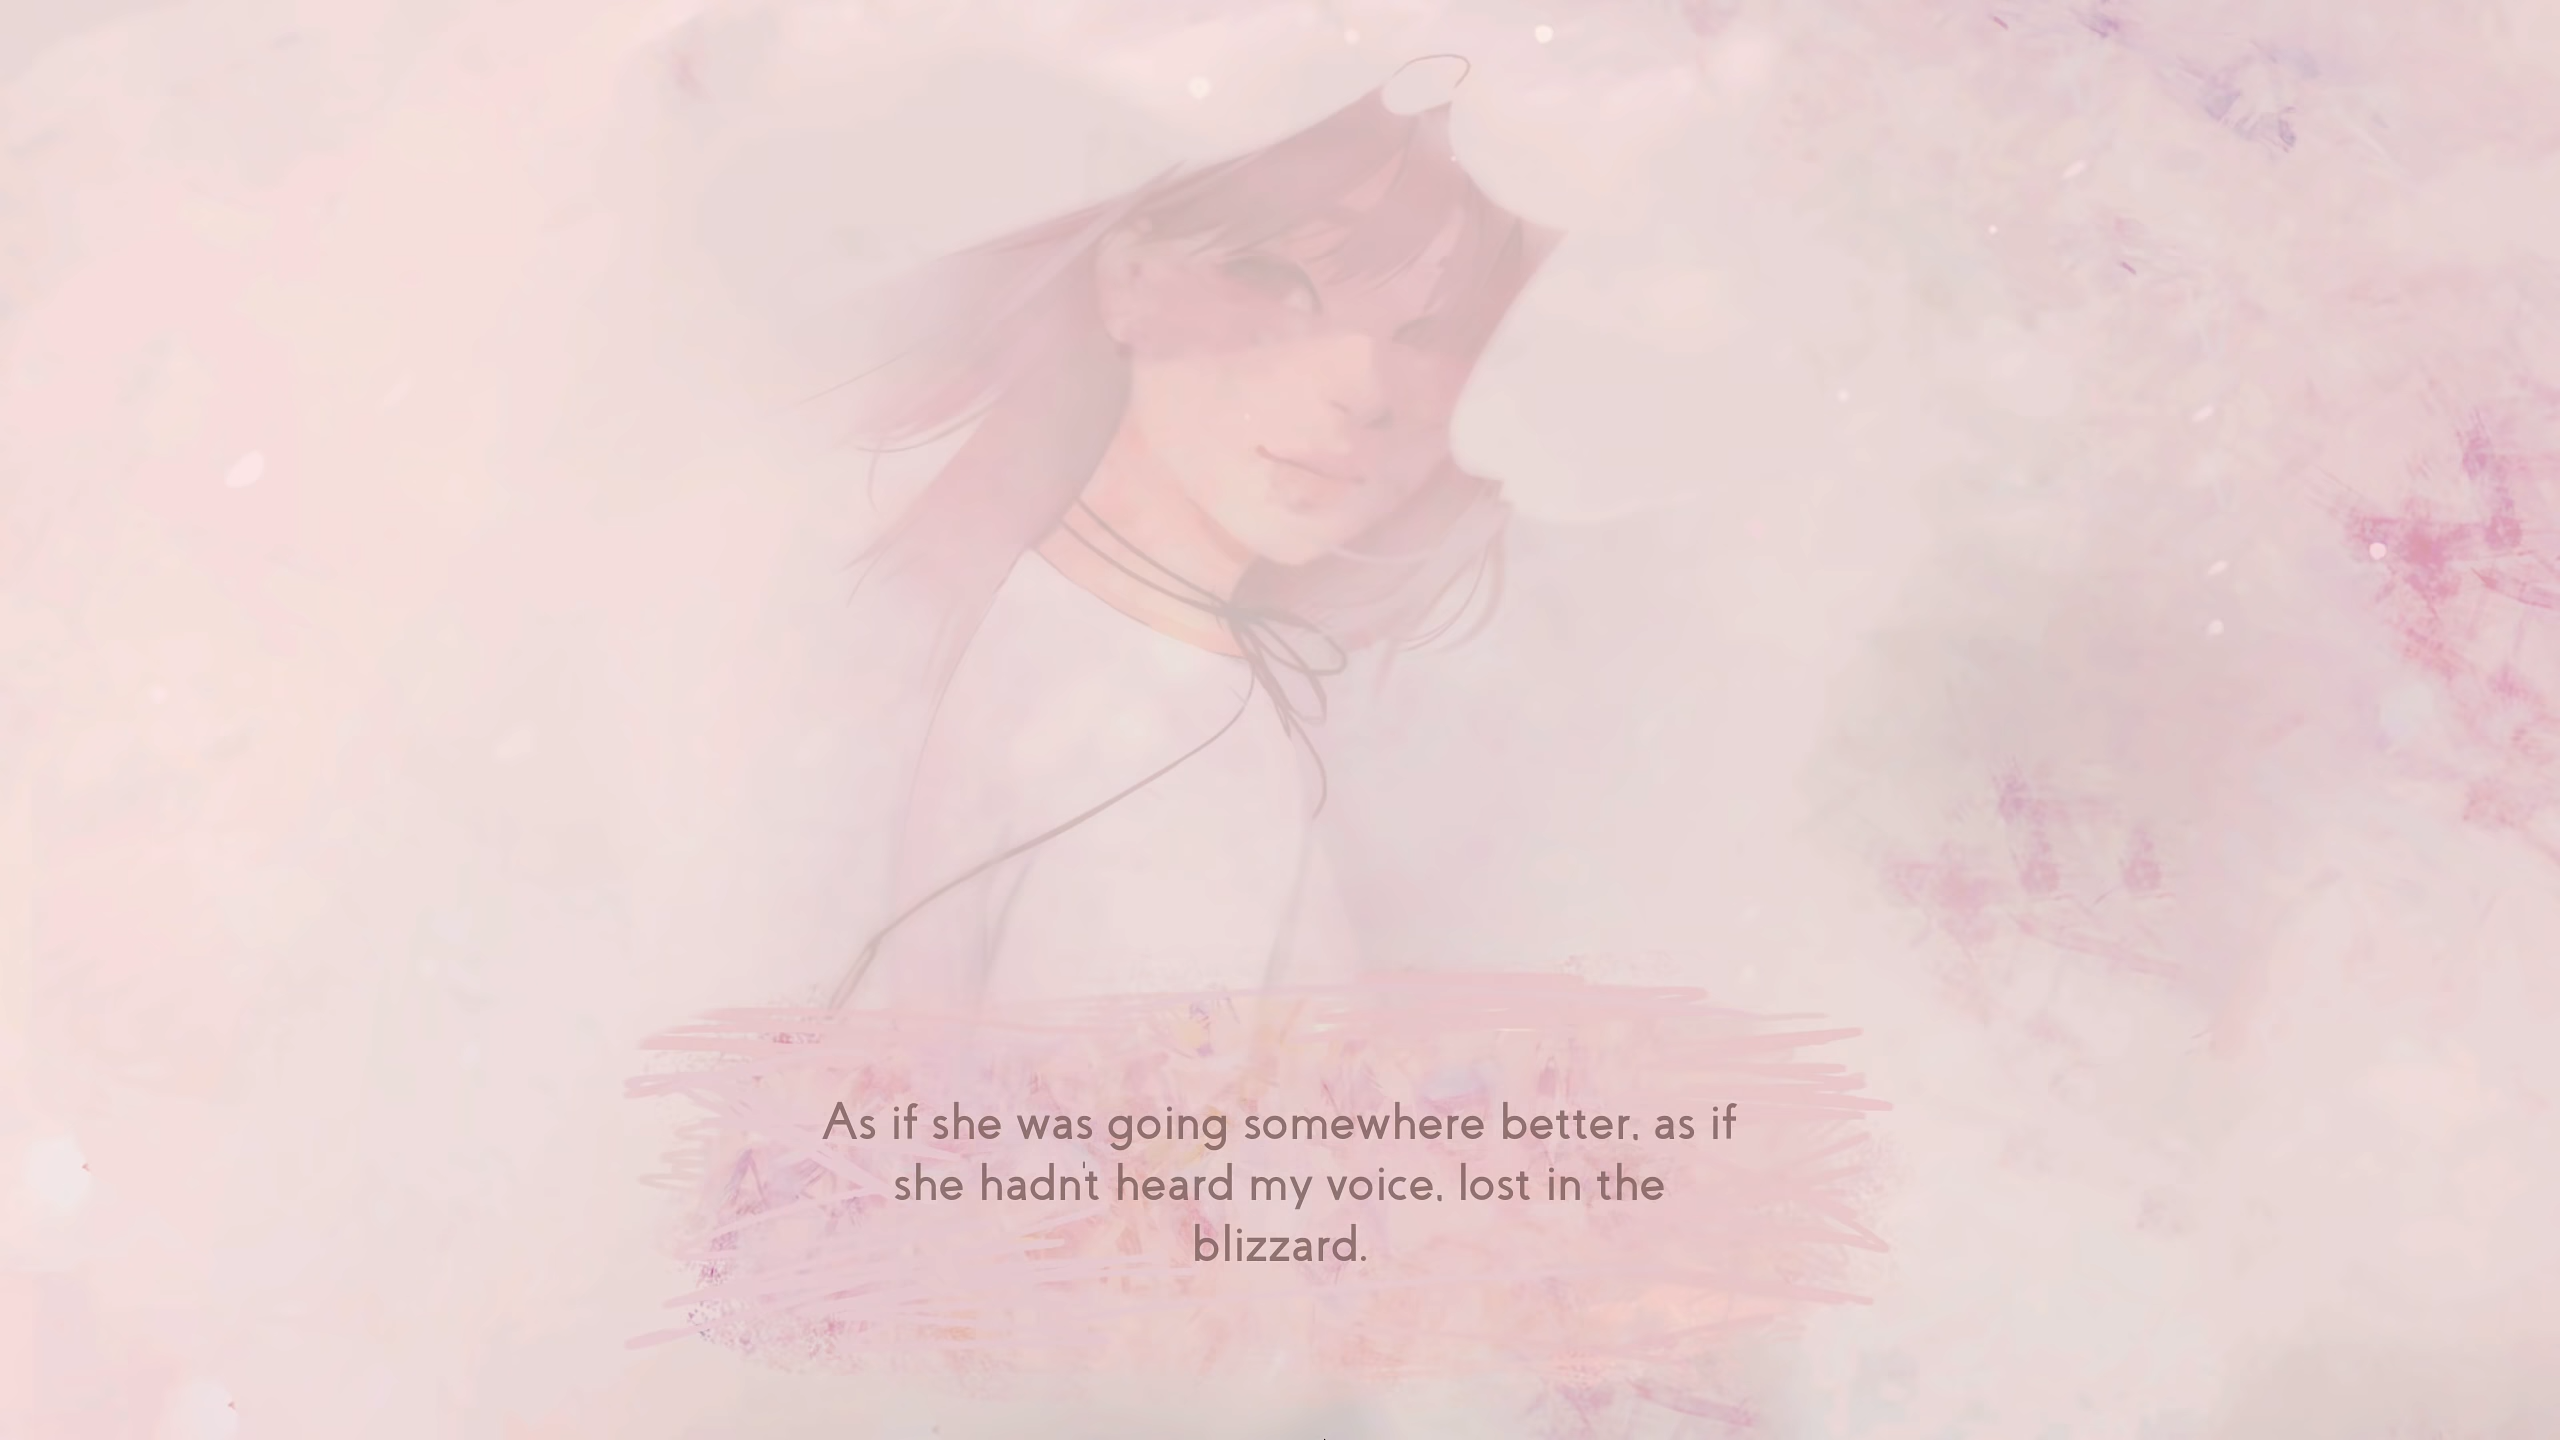 As if she was going somewhere better, as if
she hadn't heard my voice, lost in the
blizzard.